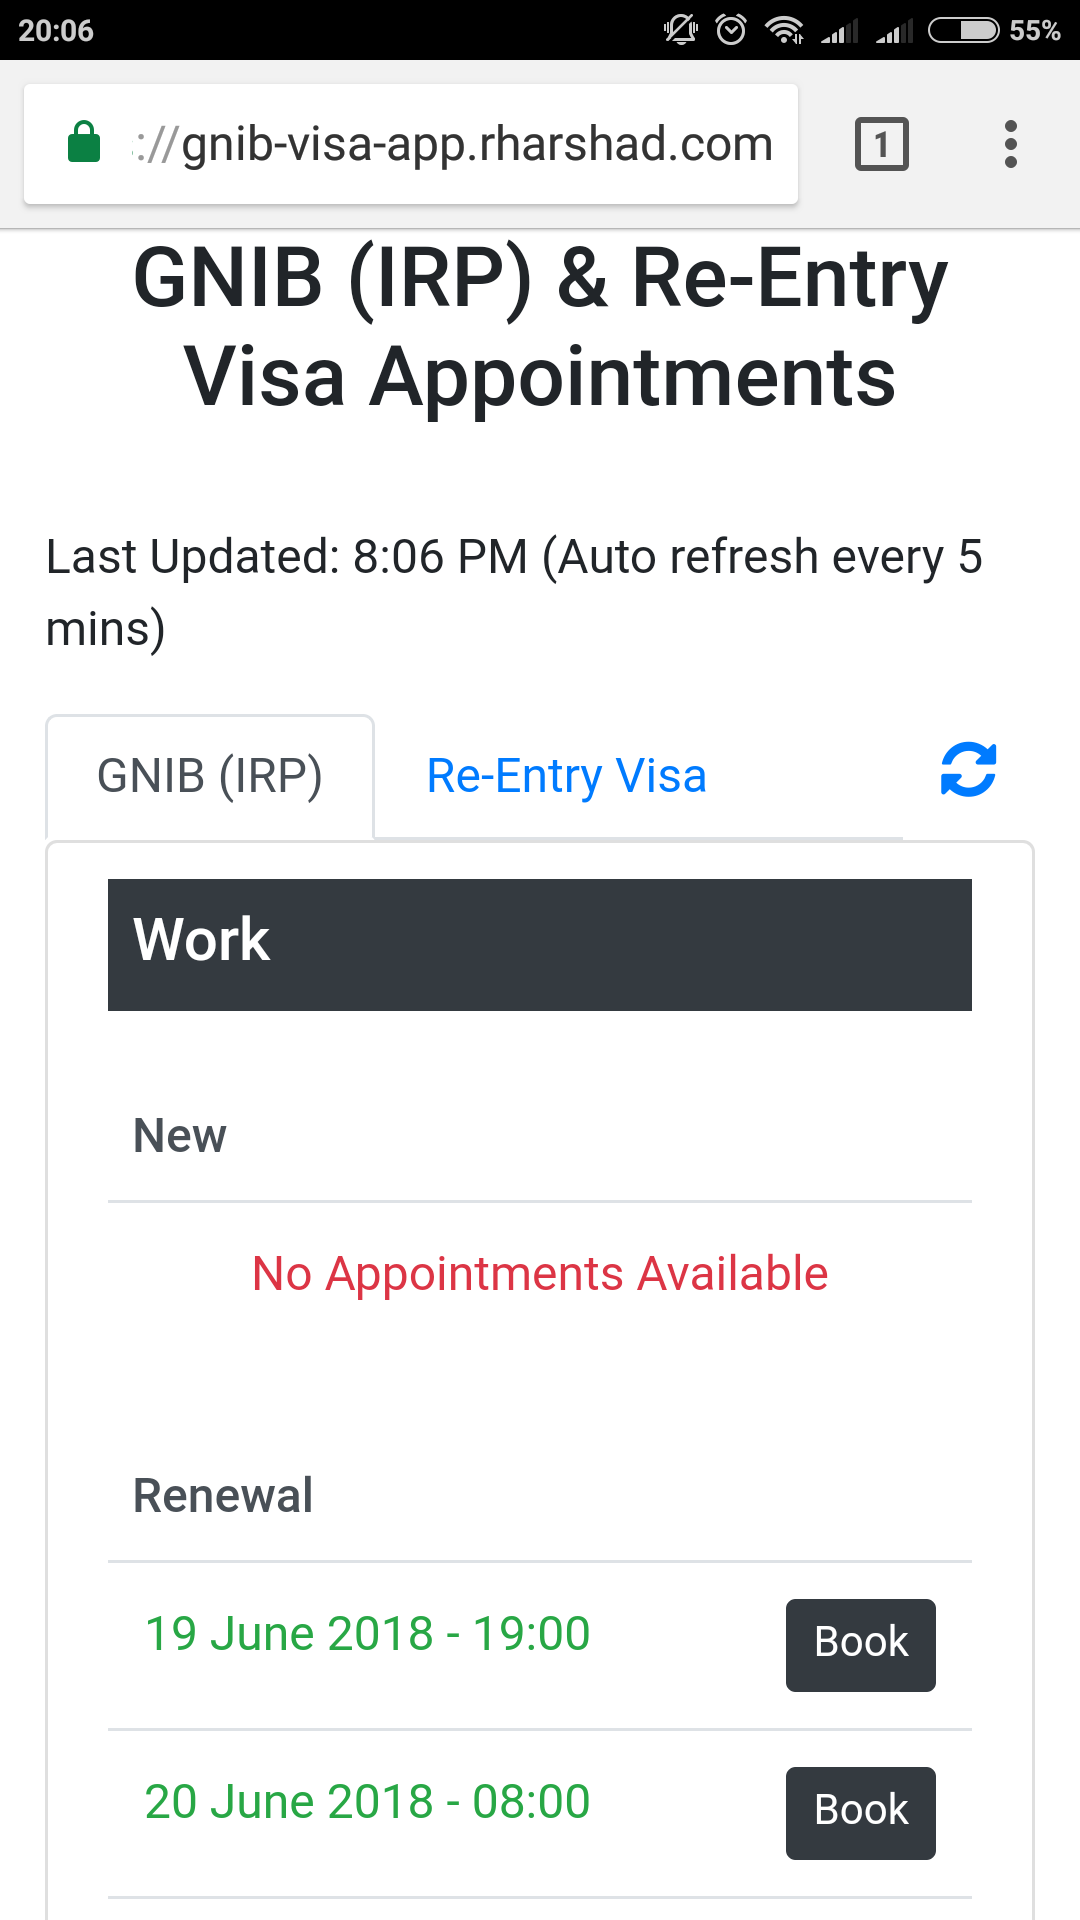 20:06
55%
://gnib-visa-app.rharshad.com
1
GNIB (IRP) & Re-Entry
Visa Appointments
Last Updated: 8:06 PM (Auto refresh every 5
mins)
GNIB (IRP)
Re-Entry Visa
Work
New
No Appointments Available
Renewal
19 June 2018 - 19:00
Book
20 June 2018 - 08:00
Book